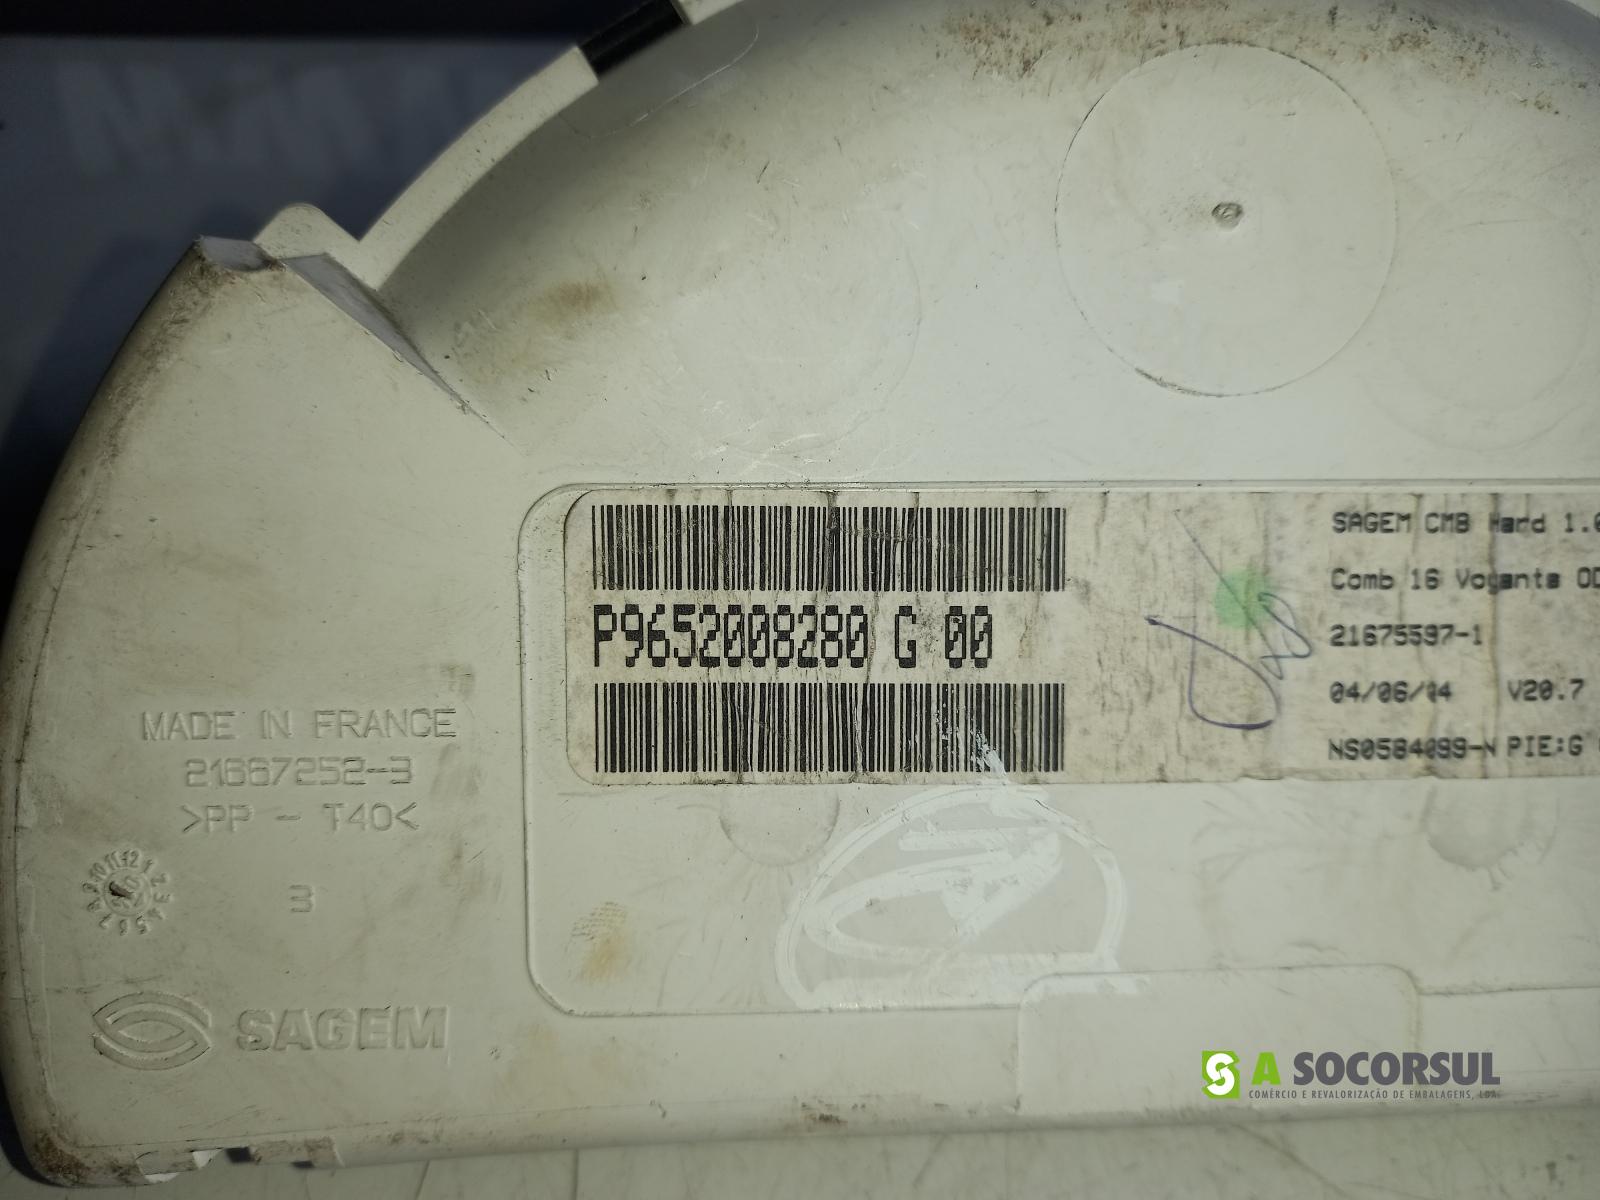 P9652008280 G 00
SAGEM CMB Hard 1.0
Comb 16 Voyants OD
21675597-1
04/06/04 V20.7
NS0584099-N PIE:G
MADE IN FRANCE
21667252-3
>PP - T40<
3
SAGEM
A SOCORSUL
COMÉRCIO E REVALORIZAÇÃO DE EMBALAGENS, LDA.